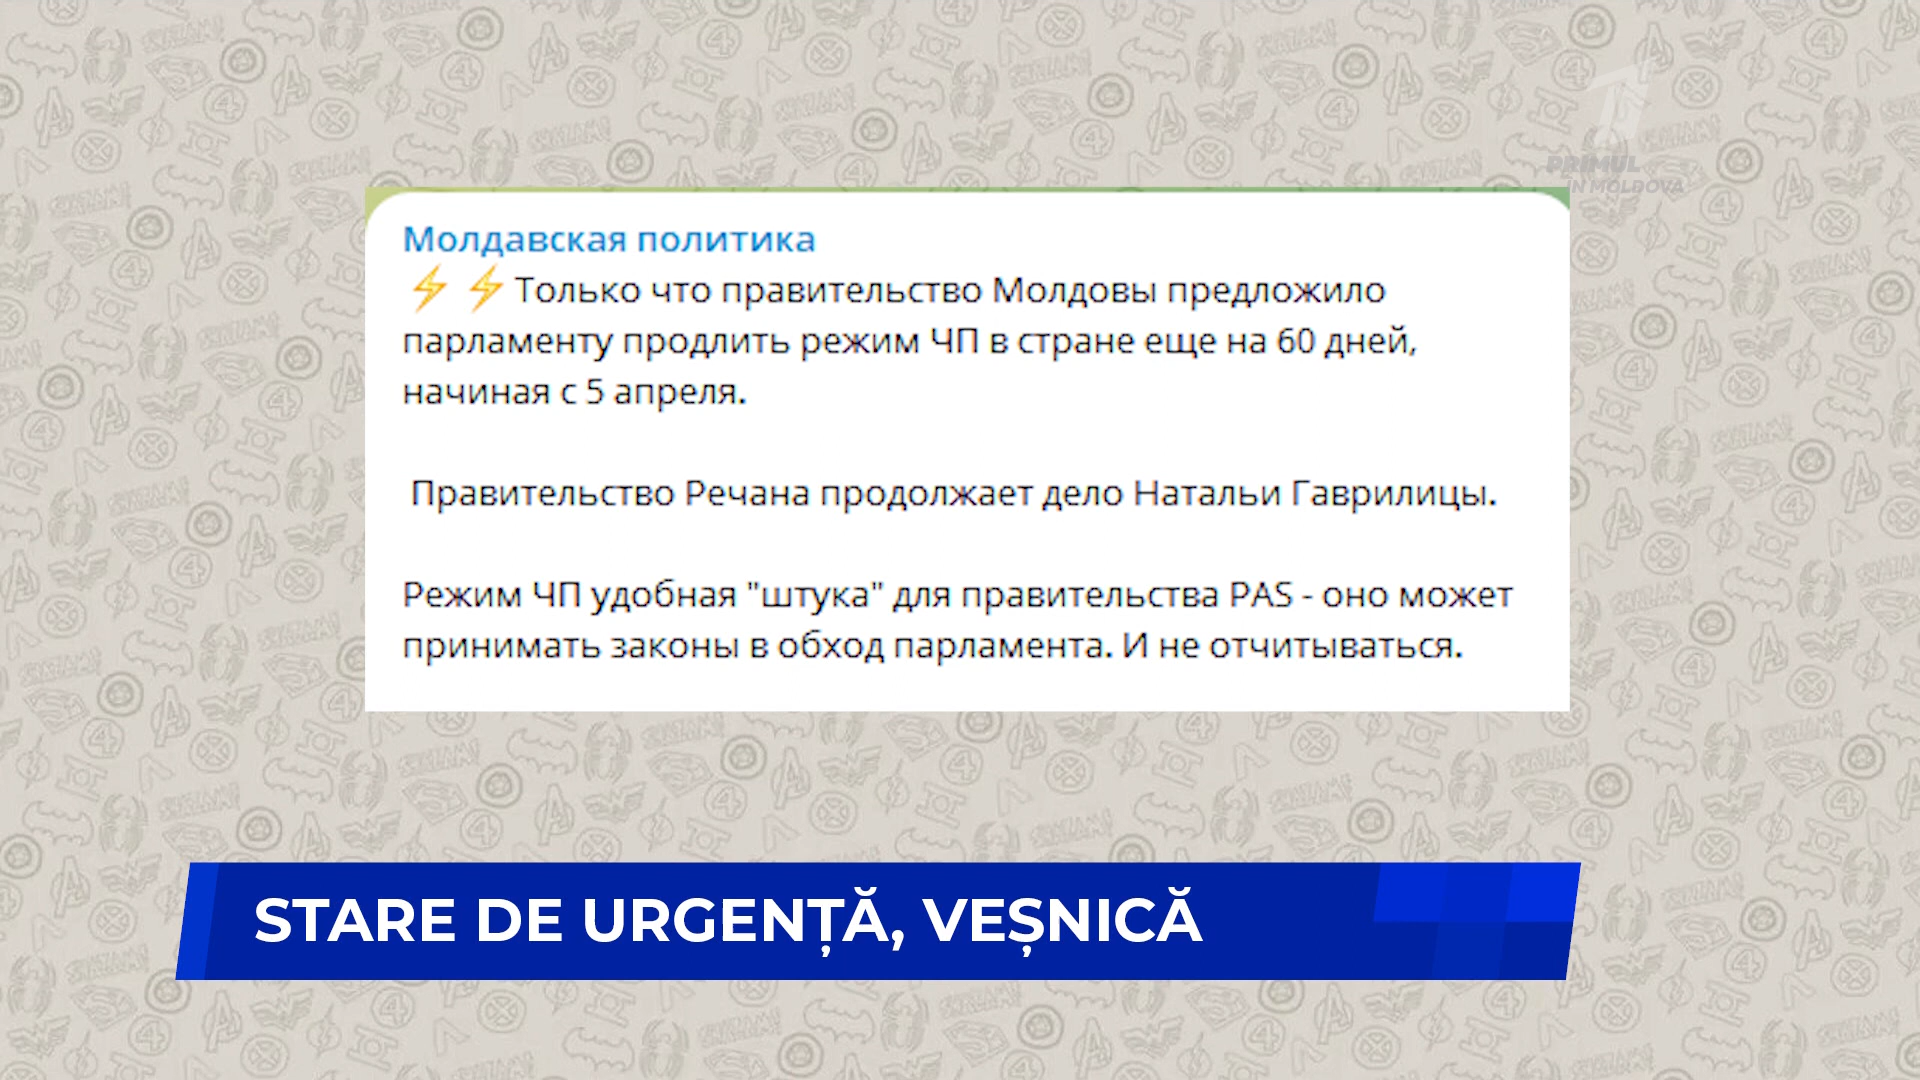 PRIMUL
ÎN MOLDOVA
Молдавская политика
⚡⚡Только что правительство Молдовы предложило
парламенту продлить режим ЧП в стране еще на 60 дней,
начиная с 5 апреля.
Правительство Речана продолжает дело Натальи Гаврилицы.
Режим ЧП удобная "штука" для правительства PAS - оно может
принимать законы в обход парламента. И не отчитываться.
STARE DE URGENȚĂ, VEȘNICĂ